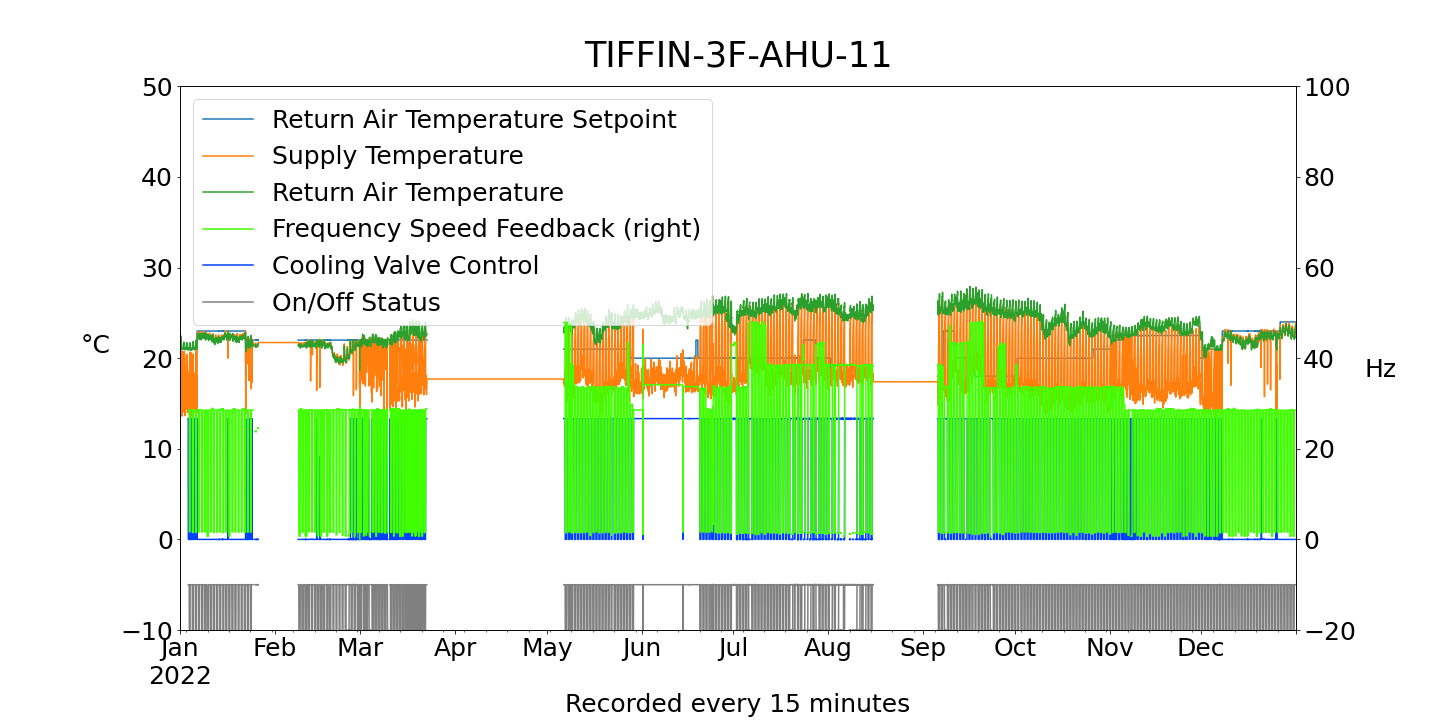 TIFFIN-3F-AHU-11
50
40
30
20
10
0
−10
°C
100
80
60
40
20
0
−20
Hz
Return Air Temperature Setpoint
Supply Temperature
Return Air Temperature
Frequency Speed Feedback (right)
Cooling Valve Control
On/Off Status
Jan Feb Mar Apr May Jun Jul Aug Sep Oct Nov Dec
2022
Recorded every 15 minutes